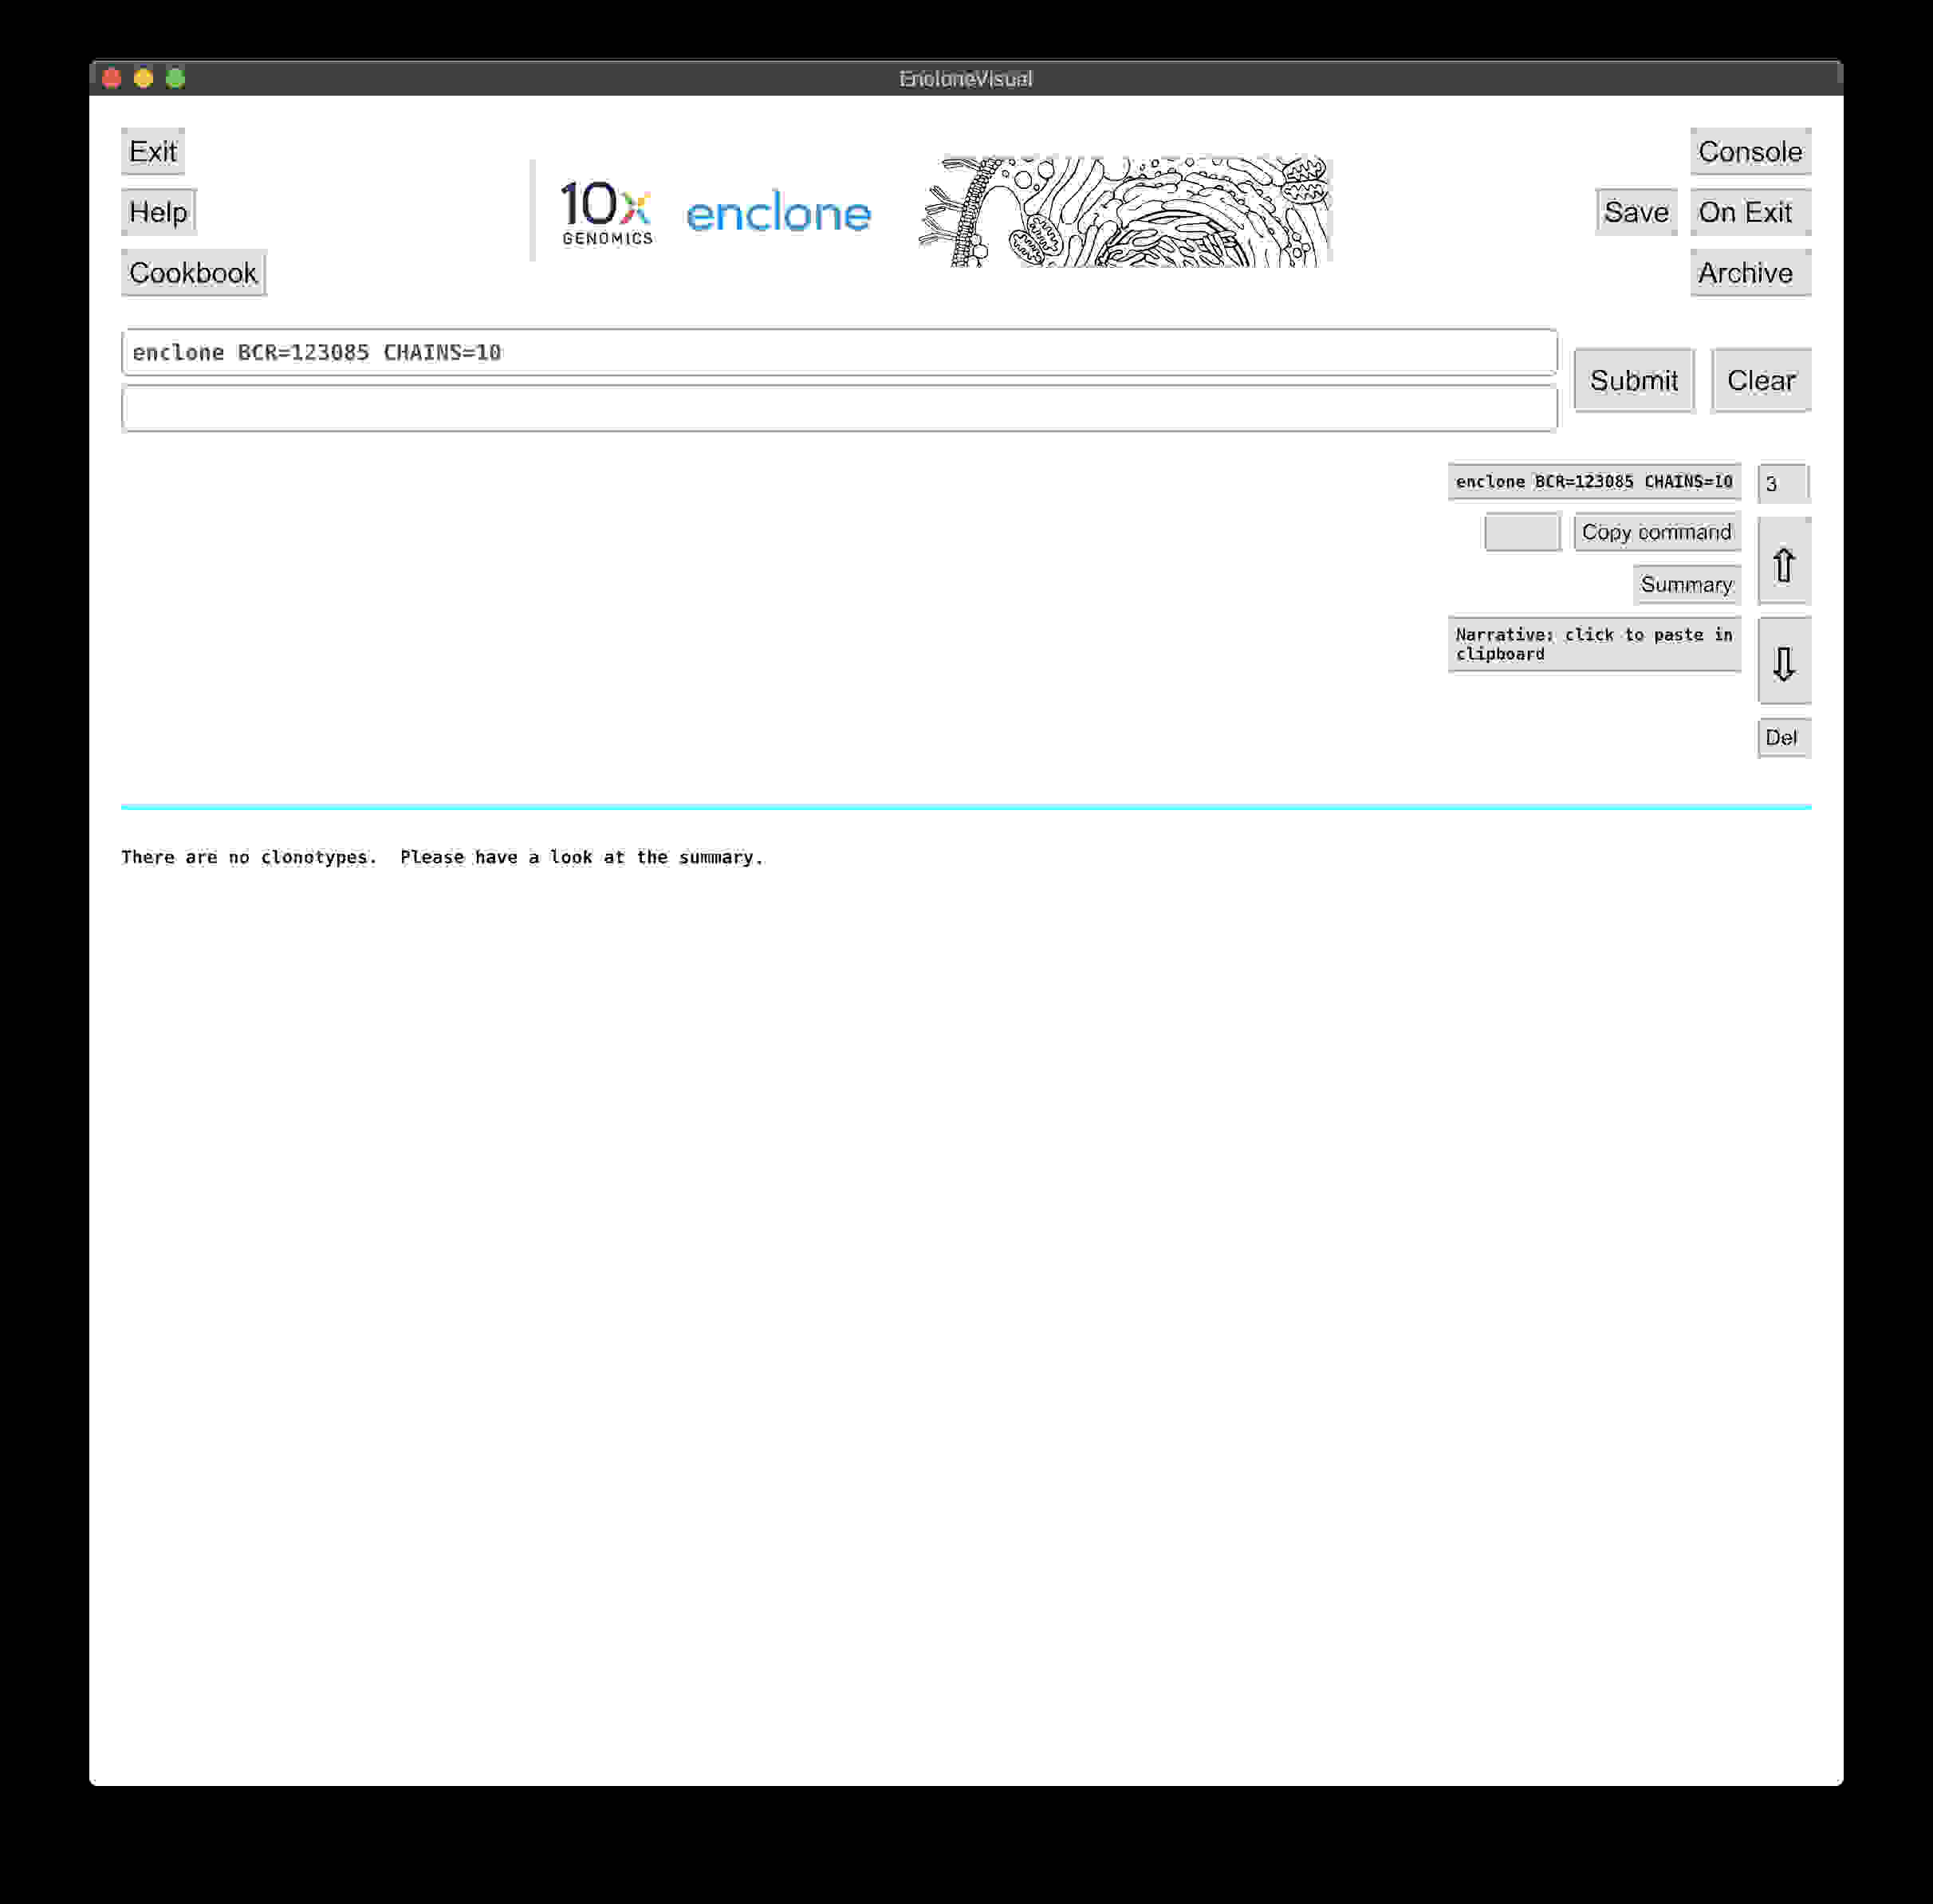 EncloneVisual
Exit
Help
Cookbook
10x
GENOMICS
enclone
Console
Save
On Exit
Archive
enclone BCR=123085 CHAINS=10
Submit
Clear
enclone BCR=123085 CHAINS=10
3
Copy command
⇧
Summary
Narrative: click to paste in
clipboard
⇩
Del
There are no clonotypes.  Please have a look at the summary.